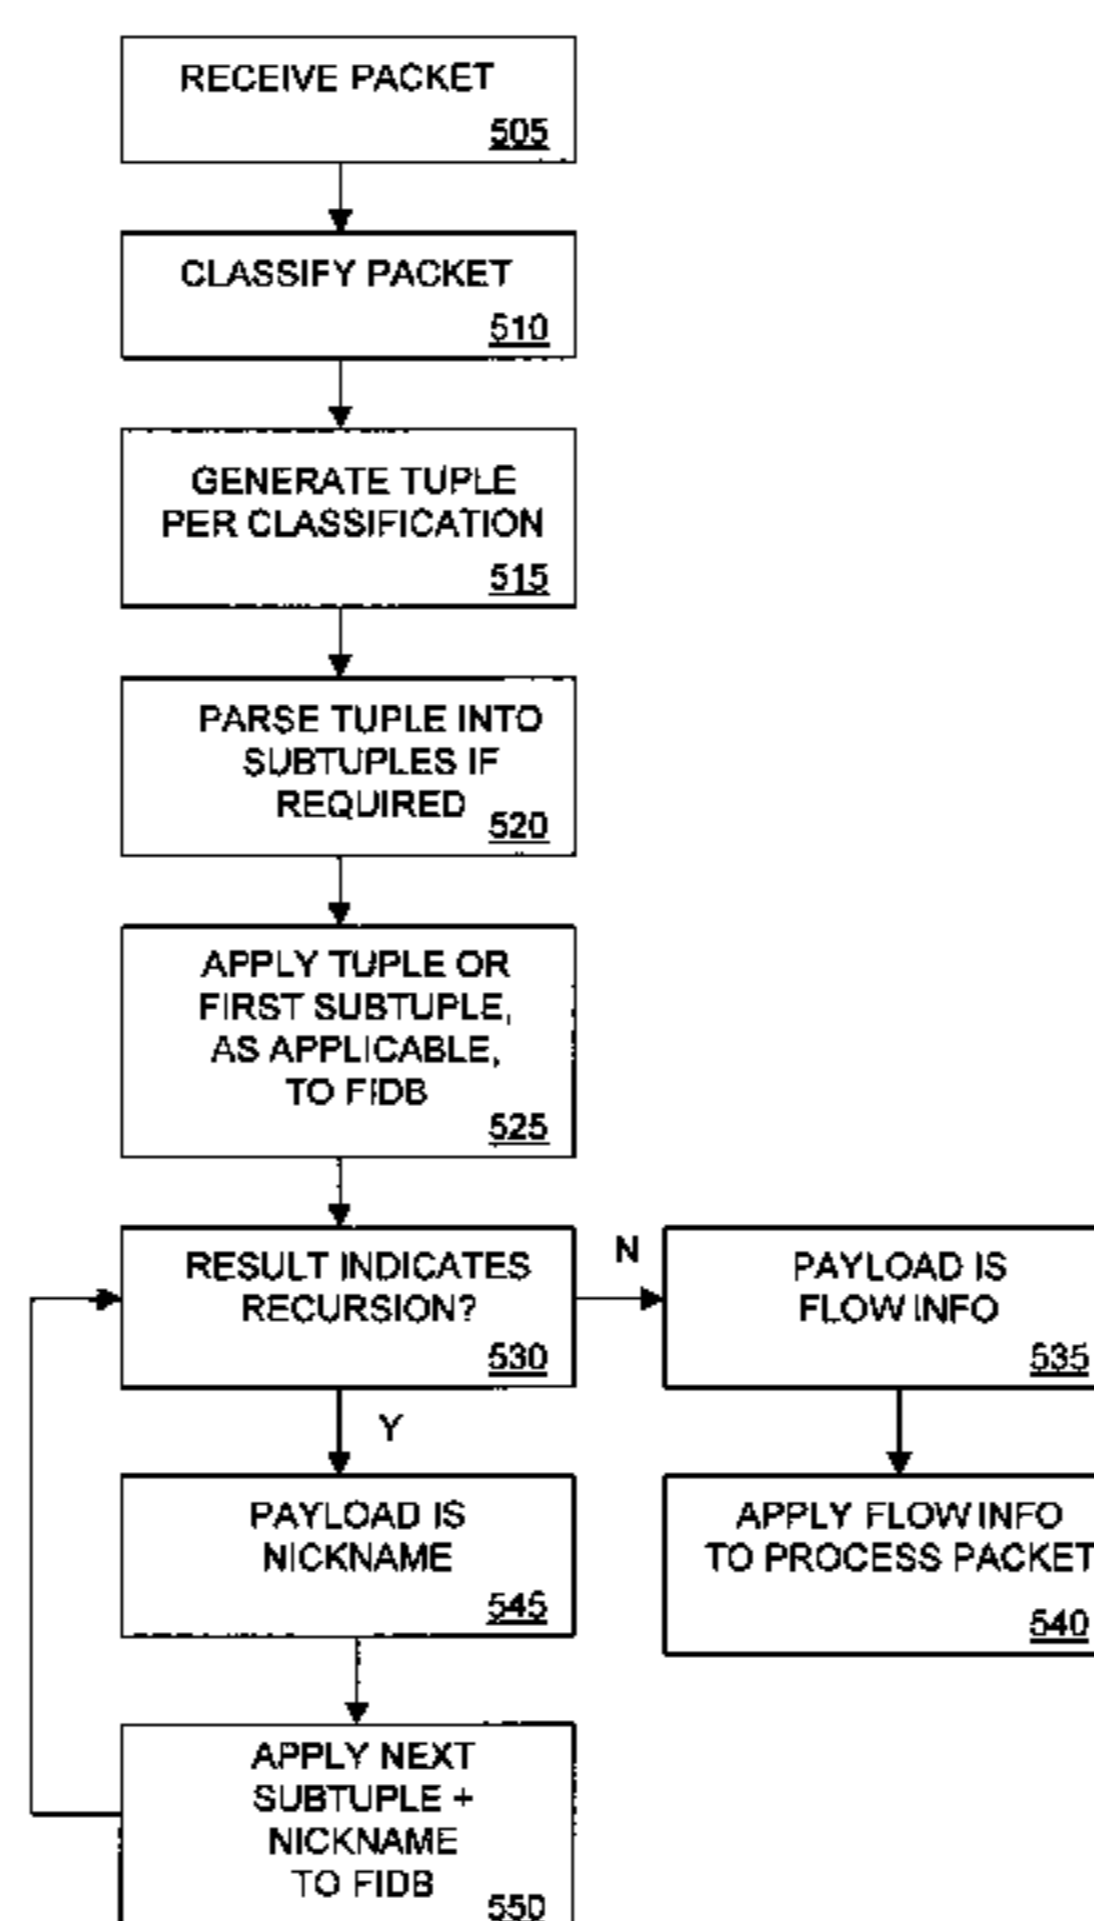 RECEIVE PACKET
505
CLASSIFY PACKET
510
GENERATE TUPLE
PER CLASSIFICATION
515
PARSE TUPLE INTO
SUBTUPLES IF
REQUIRED
520
APPLY TUPLE OR
FIRST SUBTUPLE,
AS APPLICABLE,
TO FIDB
525
RESULT INDICATES
RECURSION?
530
N
PAYLOAD IS
FLOW INFO
535
Y
PAYLOAD IS
NICKNAME
545
APPLY FLOW INFO
TO PROCESS PACKET
540
APPLY NEXT
SUBTUPLE +
NICKNAME
TO FIDB
550